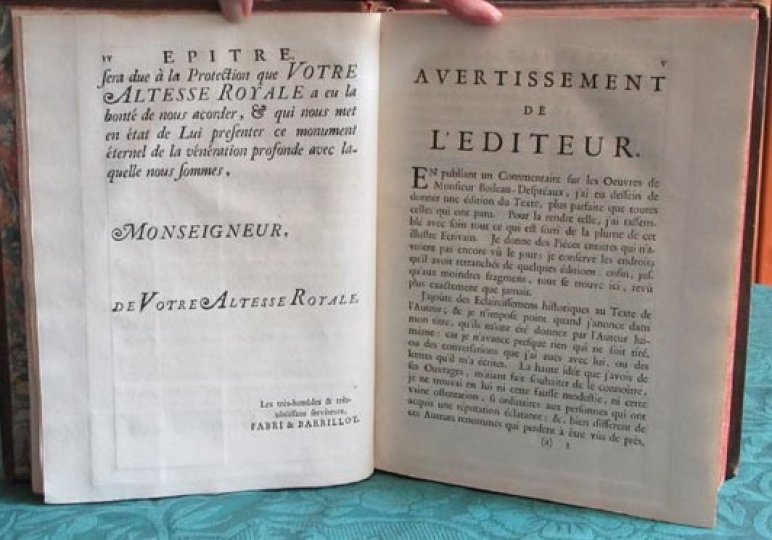 IV EPITRE.
sera due à la Protection que VOTRE
ALTESSE ROYALE a eu la
bonté de nous acorder, & qui nous met
en état de Lui presenter ce monument
éternel de la vénération profonde avec la-
quelle nous sommes,
MONSEIGNEUR,
DE VOTRE ALTESSE ROYALE,
Les très-humbles & très-
obéissans serviteurs,
FABRI & BARRILLOT.
V
AVERTISSEMENT
DE
L'EDITEUR.
EN publiant un Commentaire sur les Oeuvres de
Monsieur Boileau-Despréaux, j'ai eu dessein de
donner une édition du Texte, plus parfaite que toutes
celles qui ont paru. Pour la rendre telle, j'ai rassem-
blé avec soin tout ce qui est sorti de la plume de cet
illustre Ecrivain. Je donne des Piéces entieres qui n'a-
voient pas encore vû le jour; je conserve les endroits
qu'il avoit retranchés de quelques éditions: enfin, jus-
qu'aux moindres fragmens, tout se trouve ici, revû
plus exactement que jamais.
J'ajoins des Eclaircissemens historiques au Texte de
l'Auteur; & je n'impose point quand j'anonce dans
mon titre, qu'ils m'ont été donnez par l'Auteur lui-
même: car je n'avance presque rien qui ne soit tiré,
ou des conversations que j'ai eues avec lui, ou des
lettres qu'il m'a écrites. La haute idée que j'avois de
ses Ouvrages, m'aiant fait souhaiter de le connoitre,
je ne trouvai en lui ni cette fausse modestie, ni cette
vaine ostentation, si ordinaires aux personnes qui ont
acquis une réputation éclatante: &, bien différent de
ces Auteurs renommés qui perdent à être vûs de près,
(a) 3